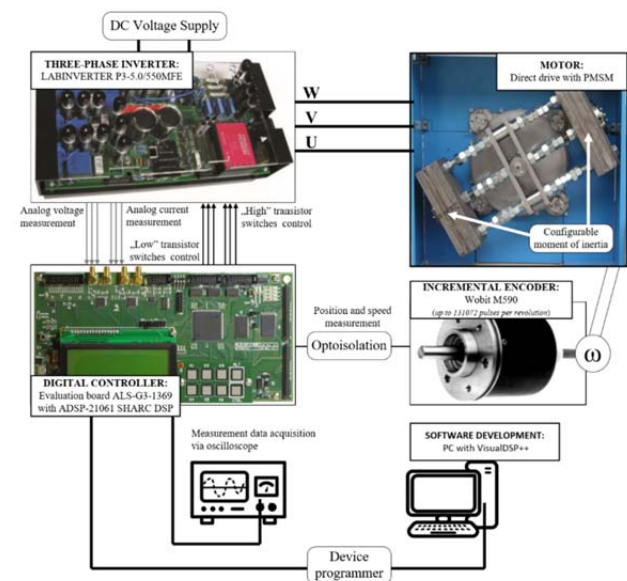 DC Voltage Supply
THREE-PHASE INVERTER:
LABINVERTER P3-5.0/550MFE
W
V
U
MOTOR:
Direct drive with PMSM
Configurable
moment of inertia
Analog voltage
measurement
Analog current
measurement
„Low” transistor
switches control
„High” transistor
switches control
Position and speed
measurement
Optoisolation
INCREMENTAL ENCODER:
Wobit M590
(up to 131072 pulses per revolution)
ω
DIGITAL CONTROLLER:
Evaluation board ALS-G3-1369
with ADSP-21061 SHARC DSP
Measurement data acquisition
via oscilloscope
SOFTWARE DEVELOPMENT:
PC with VisualDSP++
Device
programmer